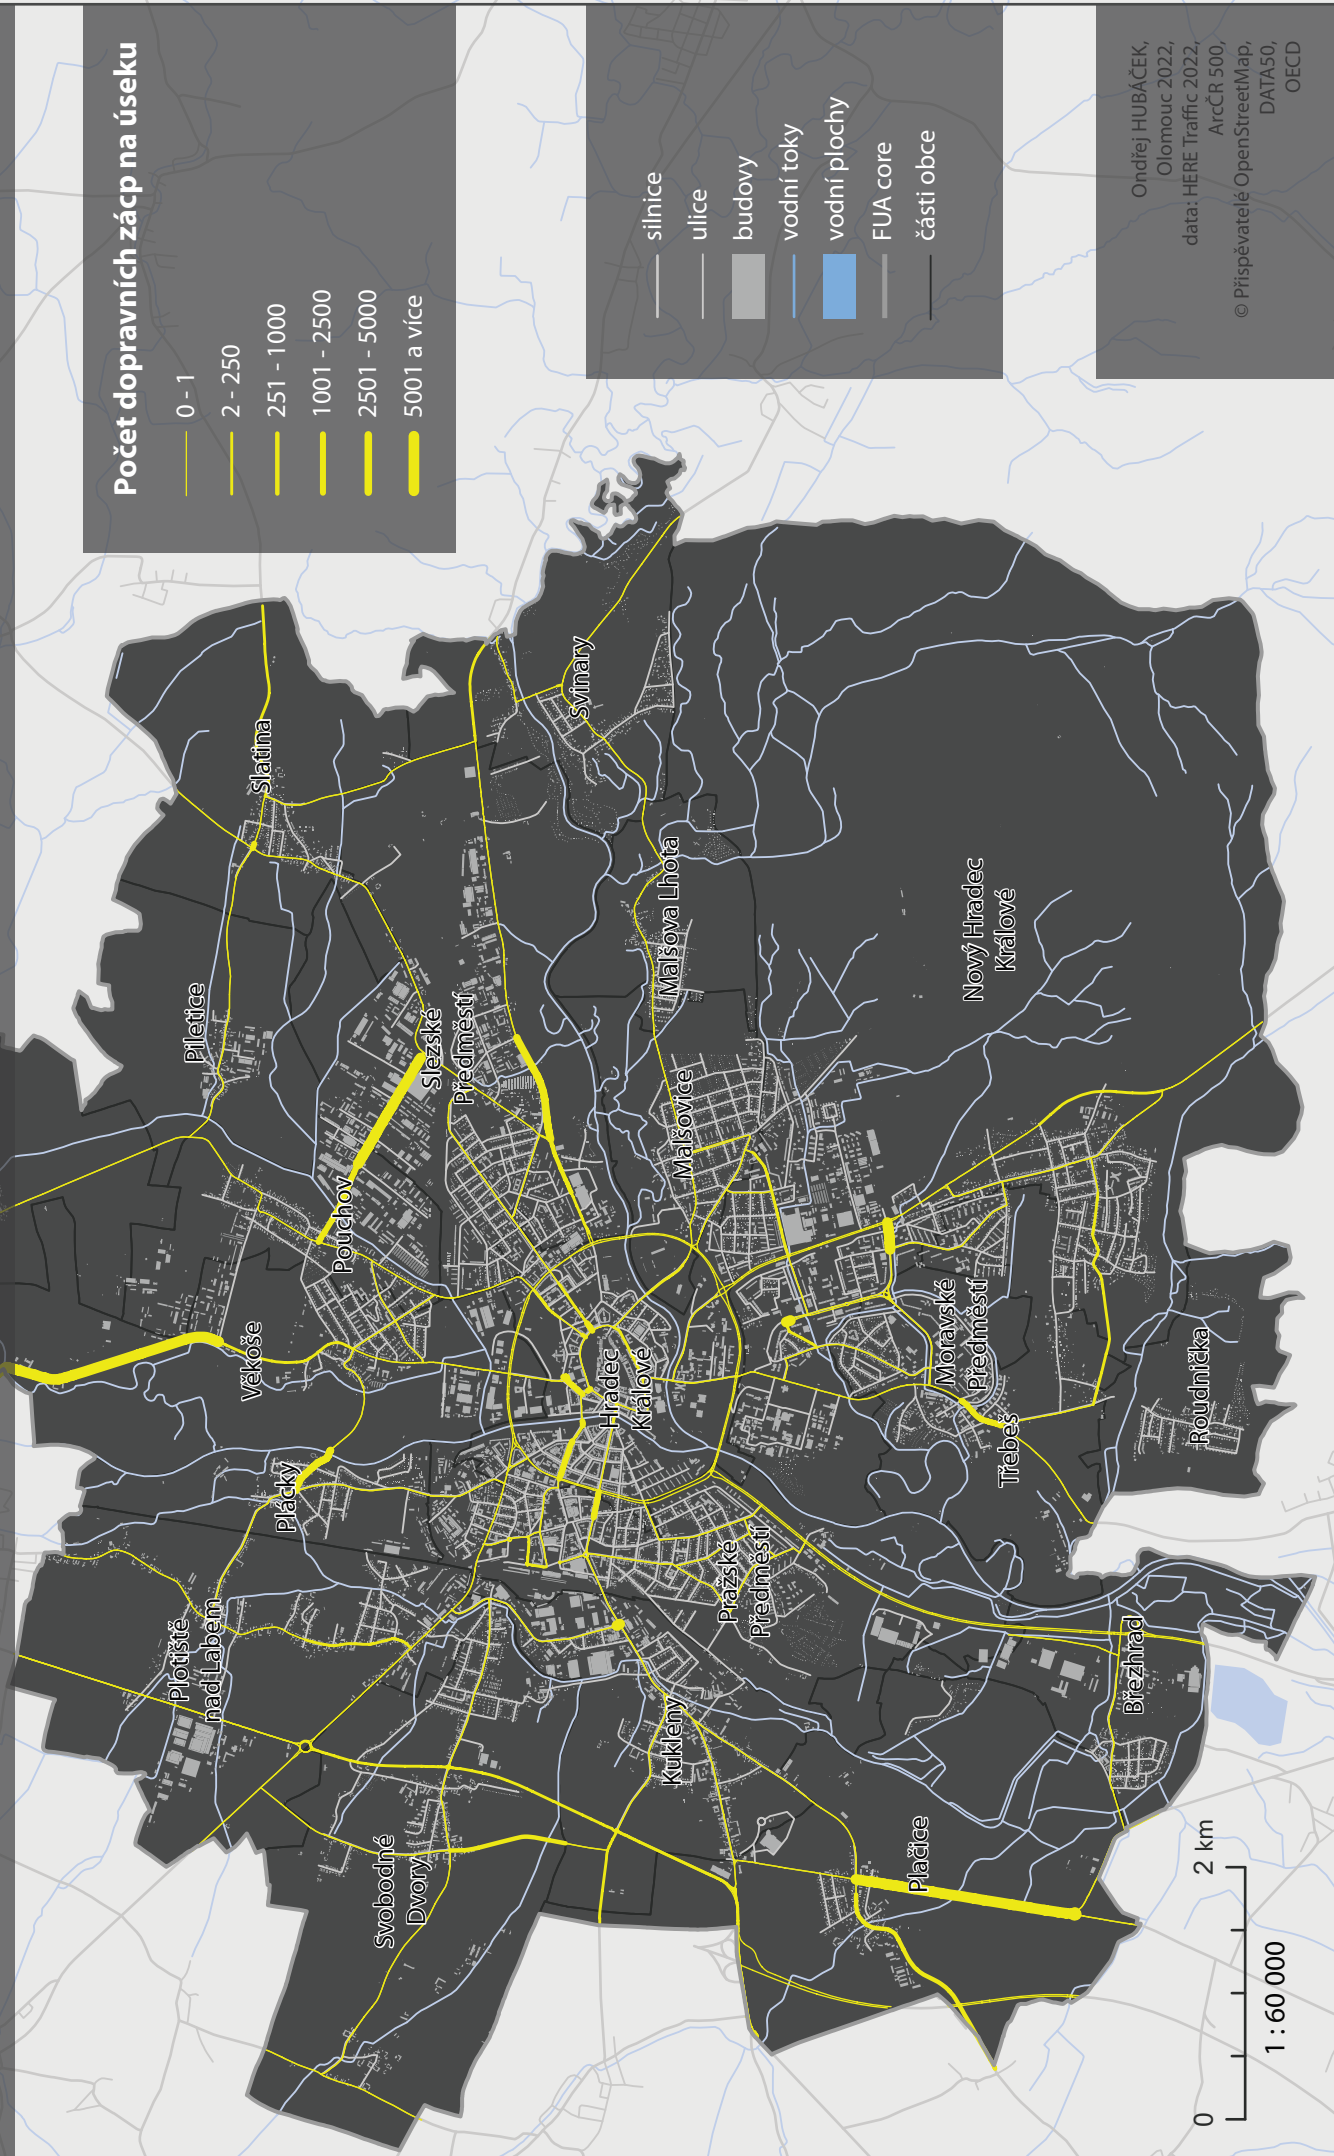 Počet dopravních zácp na úseku
0 - 1
2 - 250
251 - 1000
1001 - 2500
2501 - 5000
5001 a více
silnice
ulice
budovy
vodní toky
vodní plochy
FUA core
části obce
Ondřej HUBÁČEK,
Olomouc 2022,
data: HERE Traffic 2022,
ArcČR 500,
© Přispěvatelé OpenStreetMap,
DATA50,
OECD
Slatina
Svinary
Piletice
Slezské
Předměstí
Malšova Lhota
Nový Hradec
Králové
Malšovice
Pouchov
Věkoše
Hradec
Králové
Moravské
Předměstí
Roudnička
Třebeš
Plácky
Plotiště
nad Labem
Pražské
Předměstí
Kukleny
Březhrad
Svobodné
Dvory
Plačice
0 2 km
1 : 60 000